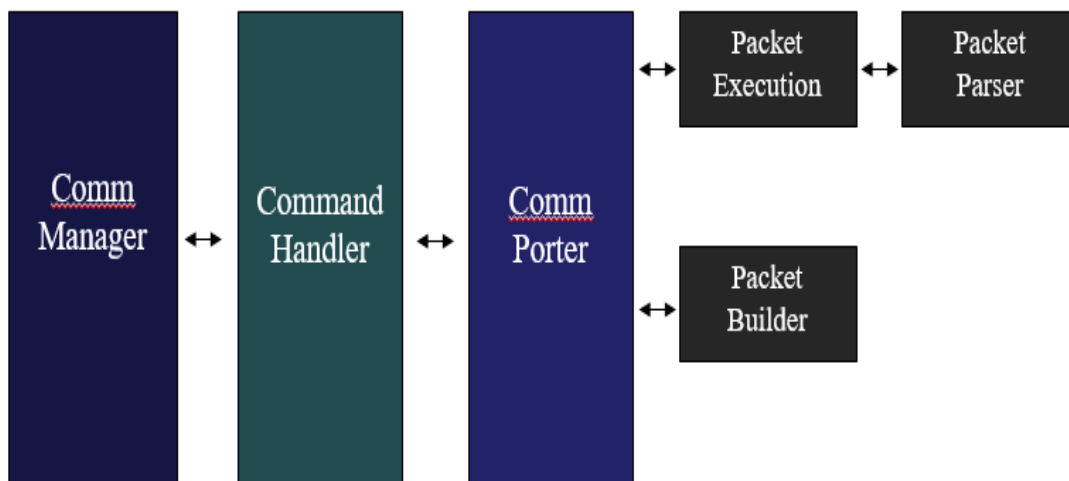 Comm
Manager
Command
Handler
Comm
Porter
Packet
Execution
Packet
Parser
Packet
Builder